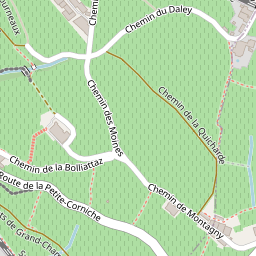 Chemin du Daley
Chemin de la Quicharde
Chemin des Moines
Chemin de la Bolliattaz
Route de la Petite-Corniche
Chemin de Montagny